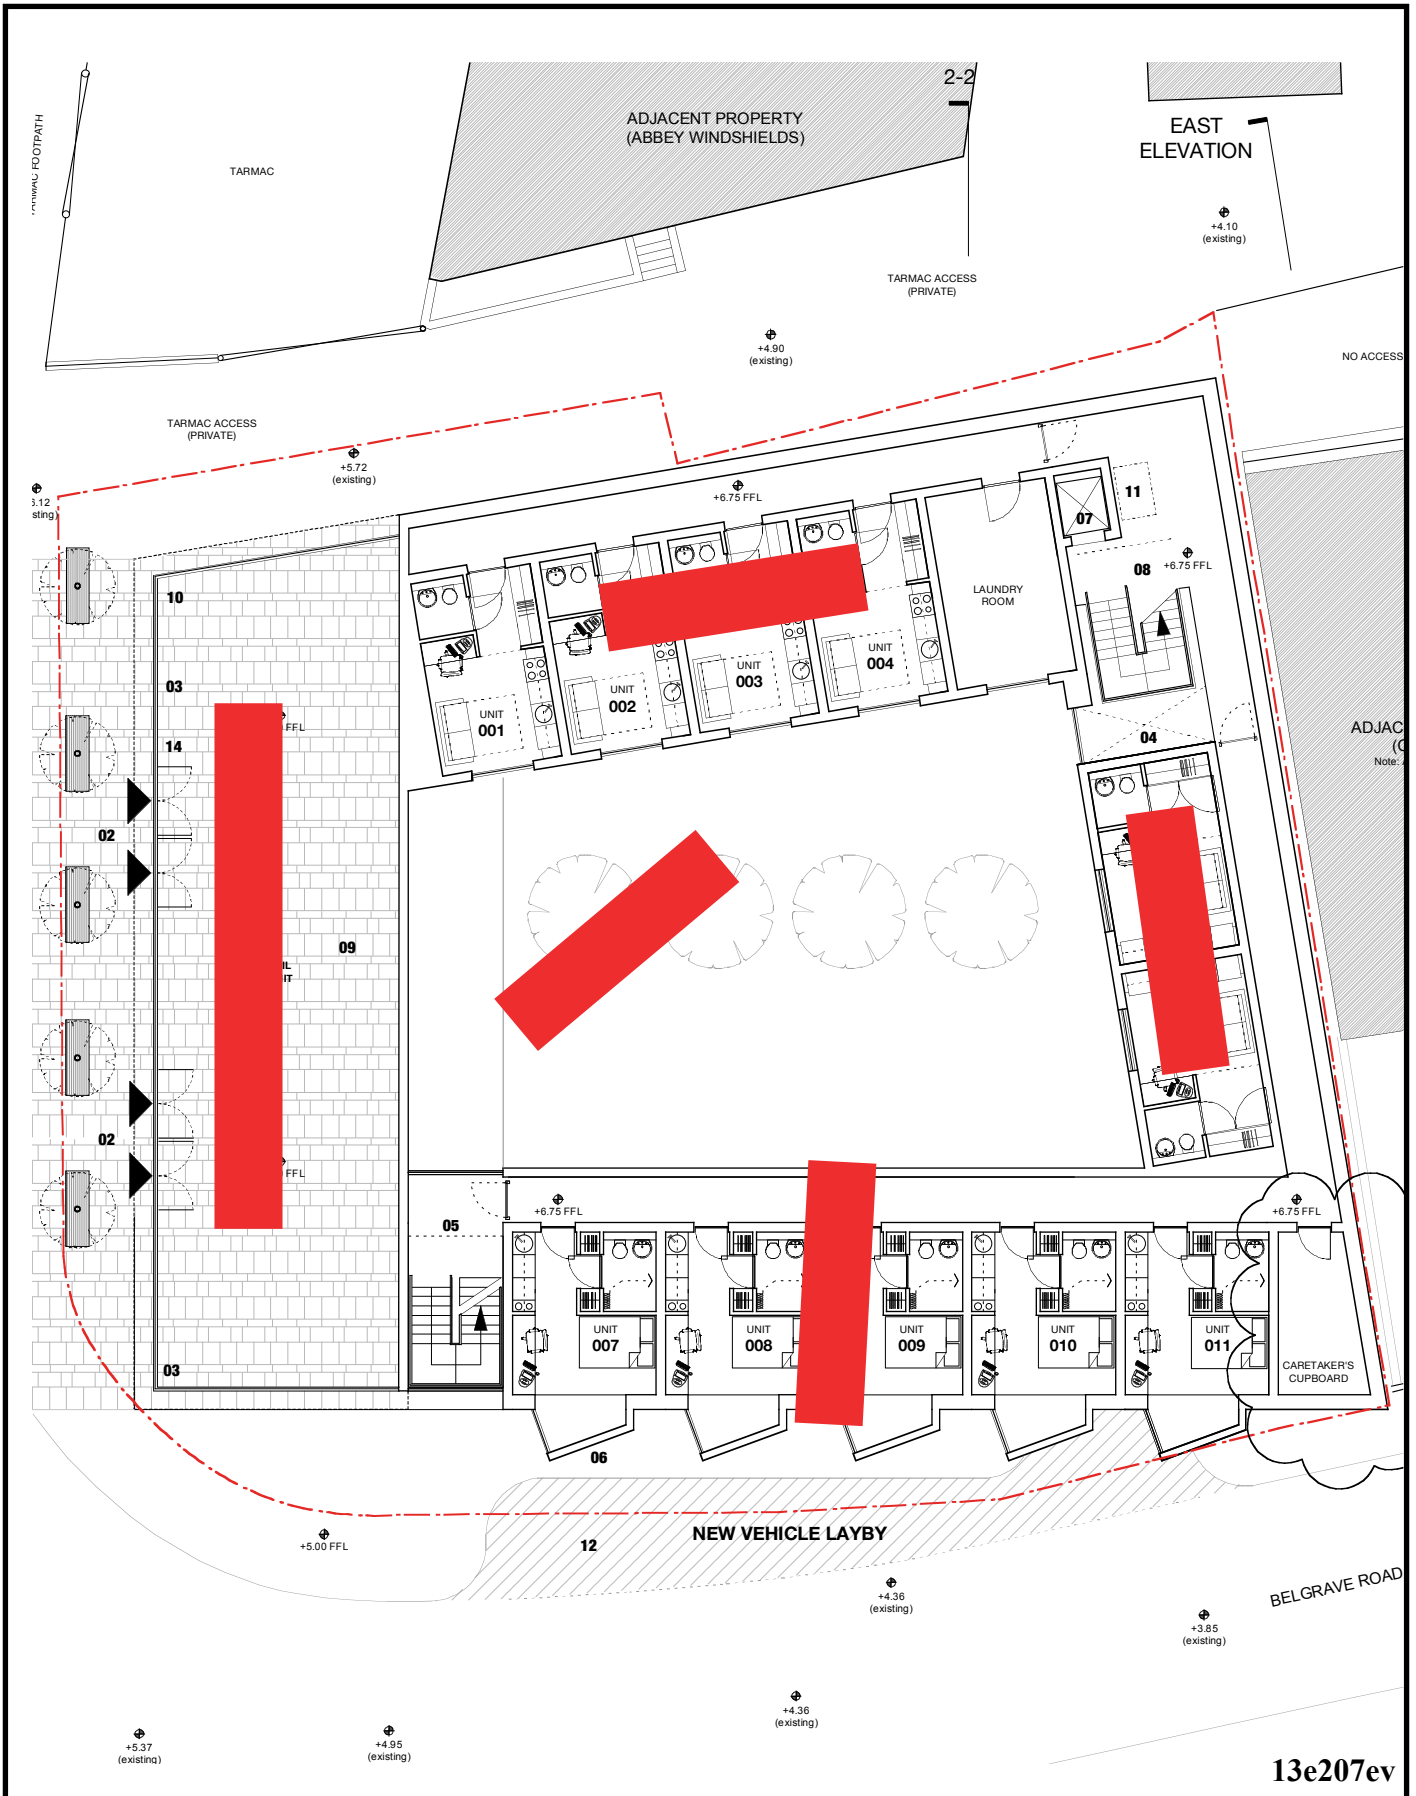 2-2
ADJACENT PROPERTY
(ABBEY WINDSHIELDS)
EAST
ELEVATION
TARMAC FOOTPATH
TARMAC
+4.10
(existing)
TARMAC ACCESS
(PRIVATE)
+4.90
(existing)
NO ACCESS
TARMAC ACCESS
(PRIVATE)
+5.72
(existing)
+6.75 FFL
11
07
08
+6.75 FFL
LAUNDRY
ROOM
10
03
14
FFL
UNIT
001
UNIT
002
UNIT
003
UNIT
004
04
Note:
02
09
02
FFL
05
+6.75 FFL
+6.75 FFL
UNIT
007
UNIT
008
UNIT
009
UNIT
010
UNIT
011
CARETAKER'S
CUPBOARD
03
06
12
NEW VEHICLE LAYBY
+5.00 FFL
+4.36
(existing)
BELGRAVE ROAD
+3.85
(existing)
+4.36
(existing)
+5.37
(existing)
+4.95
(existing)
13e207ev